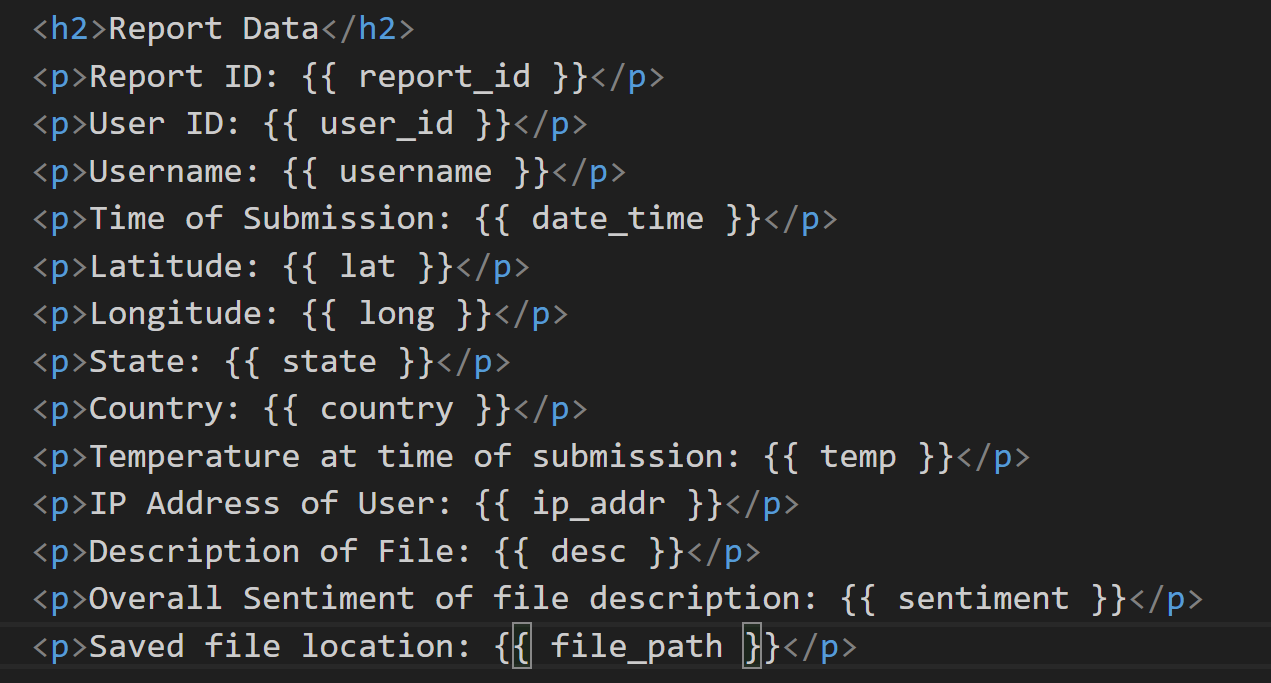 <h2>Report Data</h2>
<p>Report ID: {{ report_id }}</p>
<p>User ID: {{ user_id }}</p>
<p>Username: {{ username }}</p>
<p>Time of Submission: {{ date_time }}</p>
<p>Latitude: {{ lat }}</p>
<p>Longitude: {{ long }}</p>
<p>State: {{ state }}</p>
<p>Country: {{ country }}</p>
<p>Temperature at time of submission: {{ temp }}</p>
<p>IP Address of User: {{ ip_addr }}</p>
<p>Description of File: {{ desc }}</p>
<p>Overall Sentiment of file description: {{ sentiment }}</p>
<p>Saved file location: {{ file_path }}</p>